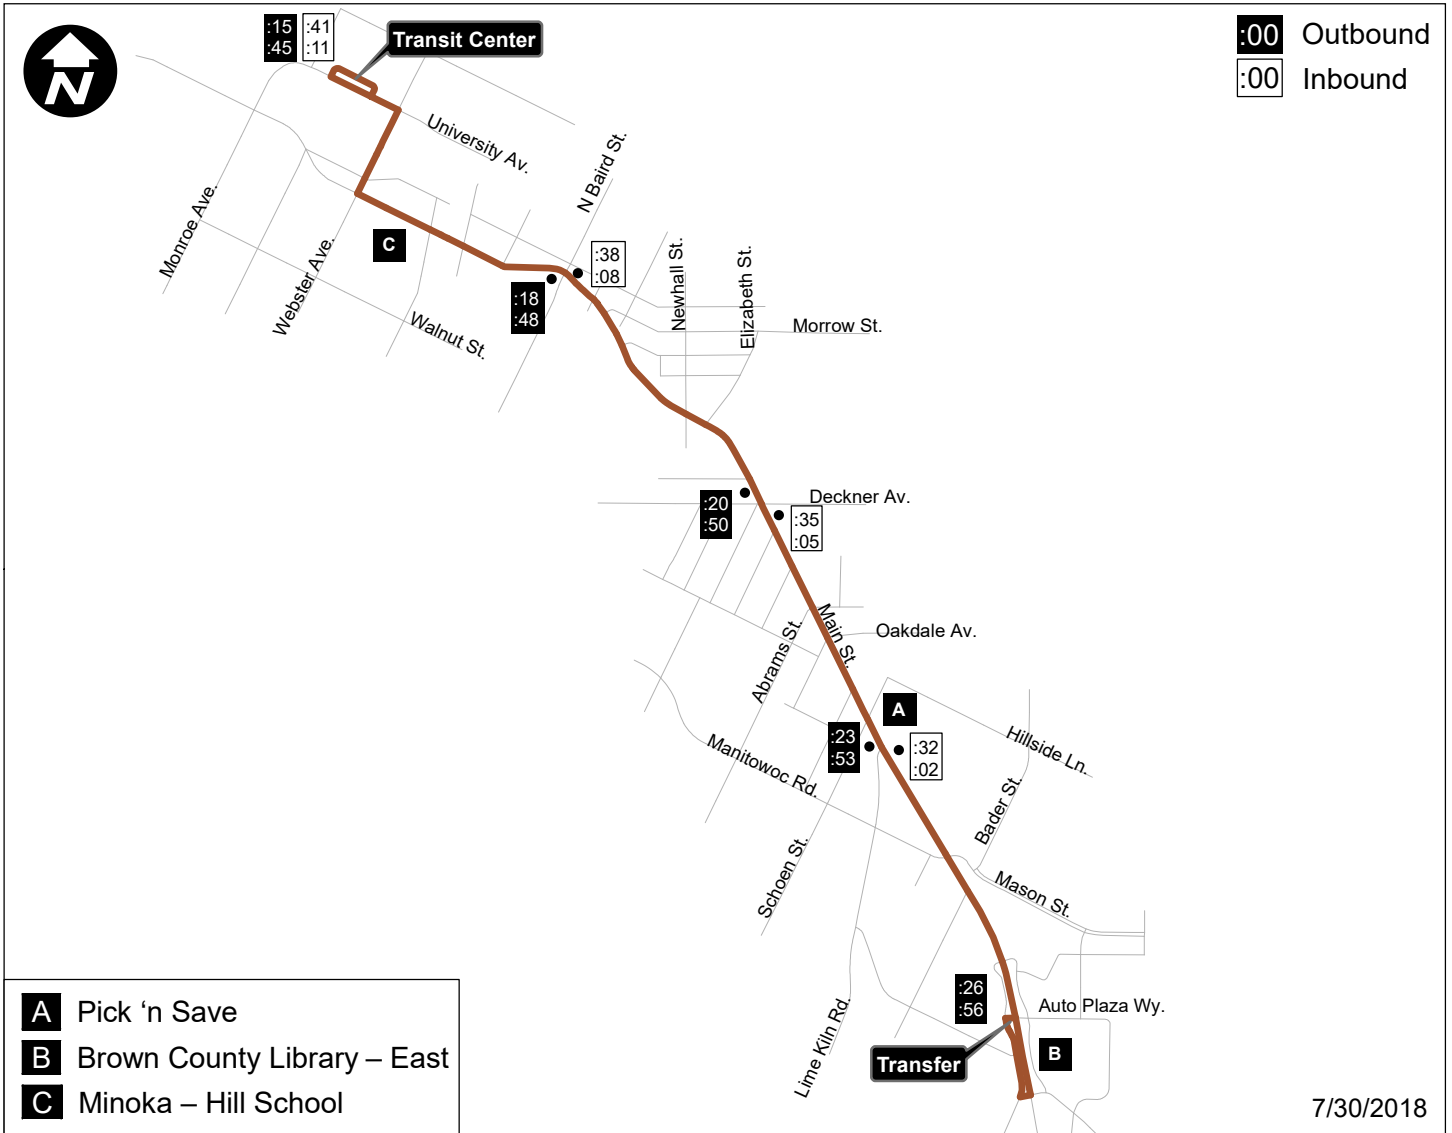 N
:15
:45
:41
:11
Transit Center
:00 Outbound
:00 Inbound
University Av.
N Baird St.
Monroe Ave.
Webster Ave.
C
Walnut St.
:38
:08
:18
:48
Newhall St.
Elizabeth St.
Morrow St.
:20
:50
Deckner Av.
:35
:05
Main St.
Abrams St.
Oakdale Av.
A
:23
:53
:32
:02
Hillside Ln.
Manitowoc Rd.
Bader St.
Schoen St.
Mason St.
:26
:56
Auto Plaza Wy.
Lime Kiln Rd.
Transfer
B
A Pick ‘n Save
B Brown County Library – East
C Minoka – Hill School
7/30/2018